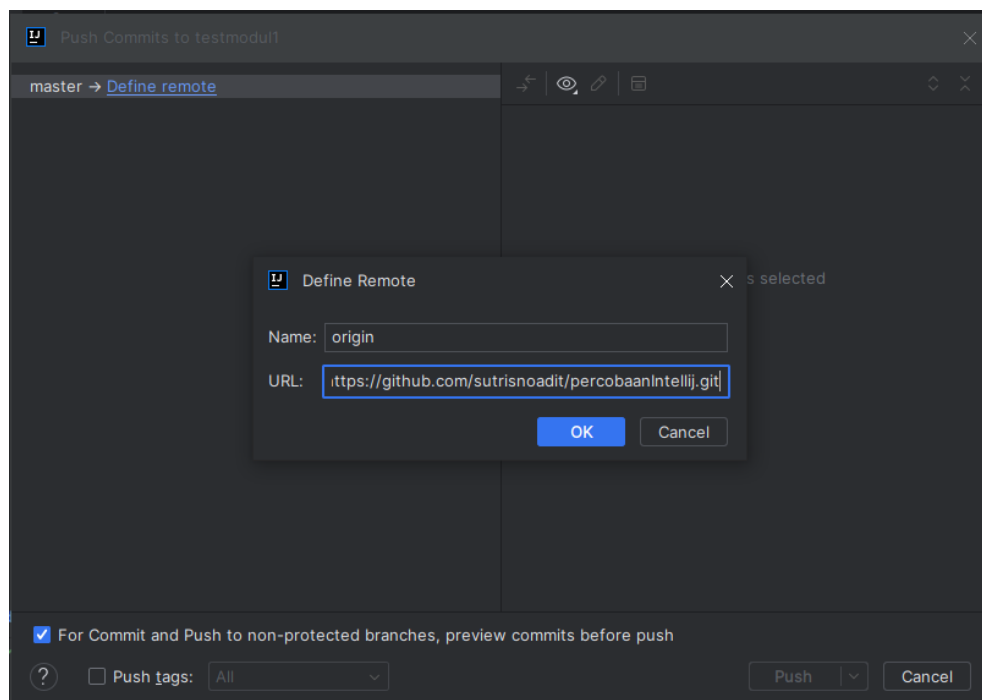 Push Commits to testmodul1
master → Define remote
Define Remote
s selected
Name: origin
URL: ttps://github.com/sutrisnoadit/percobaanIntellij.git
OK Cancel
For Commit and Push to non-protected branches, preview commits before push
? Push tags: All Push Cancel